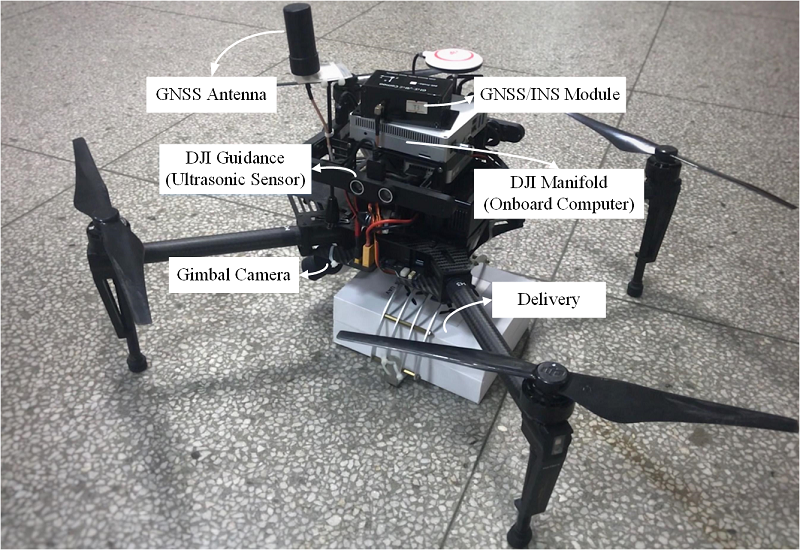 GNSS Antenna
GNSS/INS Module
DJI Guidance
(Ultrasonic Sensor)
DJI Manifold
(Onboard Computer)
Gimbal Camera
Delivery